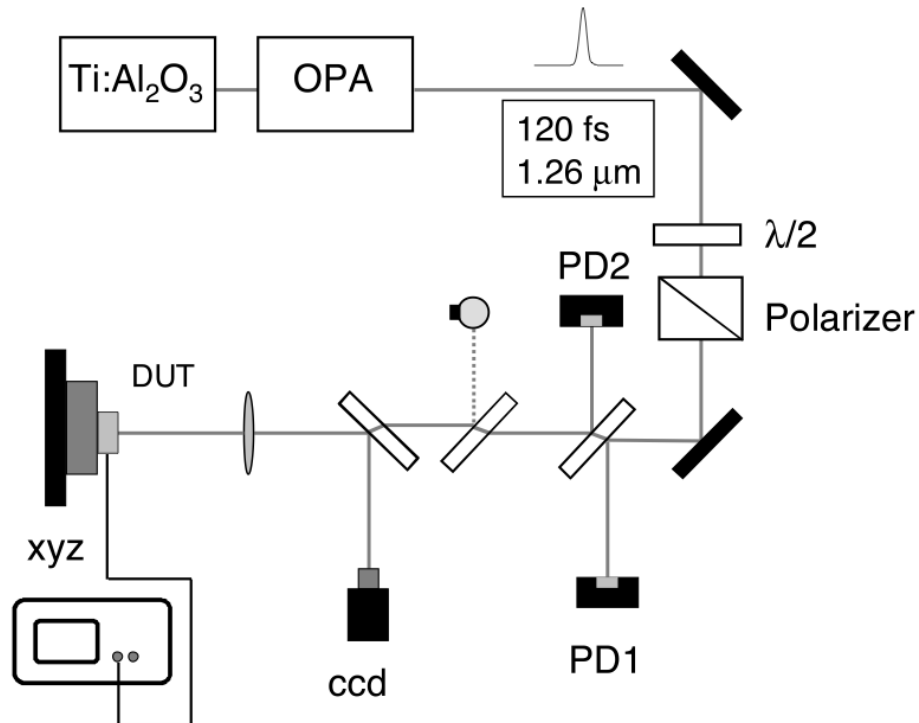 Ti:Al₂O₃
OPA
120 fs
1.26 μm
λ/2
PD2
Polarizer
DUT
xyz
PD1
ccd